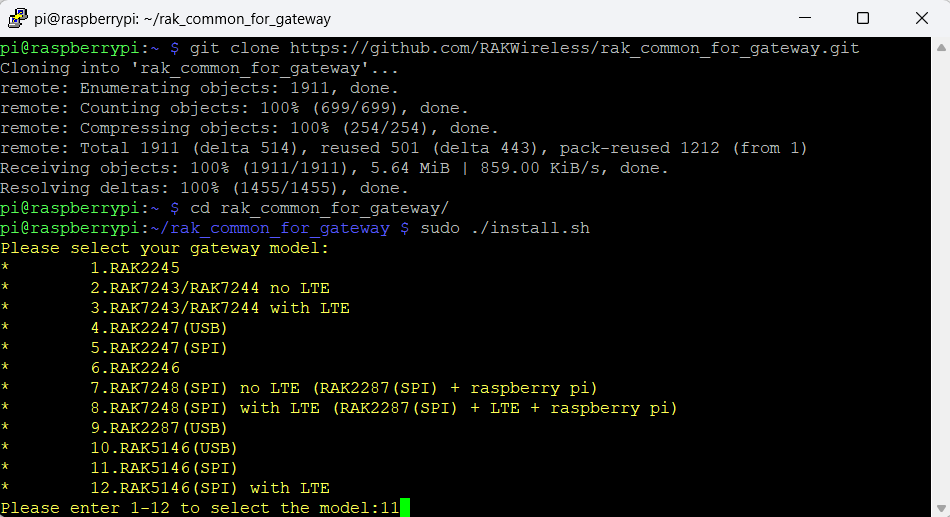 pi@raspberrypi: ~/rak_common_for_gateway
pi@raspberrypi:~ $ git clone https://github.com/RAKWireless/rak_common_for_gateway.git
Cloning into 'rak_common_for_gateway'...
remote: Enumerating objects: 1911, done.
remote: Counting objects: 100% (699/699), done.
remote: Compressing objects: 100% (254/254), done.
remote: Total 1911 (delta 514), reused 501 (delta 443), pack-reused 1212 (from 1)
Receiving objects: 100% (1911/1911), 5.64 MiB | 859.00 KiB/s, done.
Resolving deltas: 100% (1455/1455), done.
pi@raspberrypi:~ $ cd rak_common_for_gateway/
pi@raspberrypi:~/rak_common_for_gateway $ sudo ./install.sh
Please select your gateway model:
*        1.RAK2245
*        2.RAK7243/RAK7244 no LTE
*        3.RAK7243/RAK7244 with LTE
*        4.RAK2247(USB)
*        5.RAK2247(SPI)
*        6.RAK2246
*        7.RAK7248(SPI) no LTE (RAK2287(SPI) + raspberry pi)
*        8.RAK7248(SPI) with LTE (RAK2287(SPI) + LTE + raspberry pi)
*        9.RAK2287(USB)
*        10.RAK5146(USB)
*        11.RAK5146(SPI)
*        12.RAK5146(SPI) with LTE
Please enter 1-12 to select the model:11